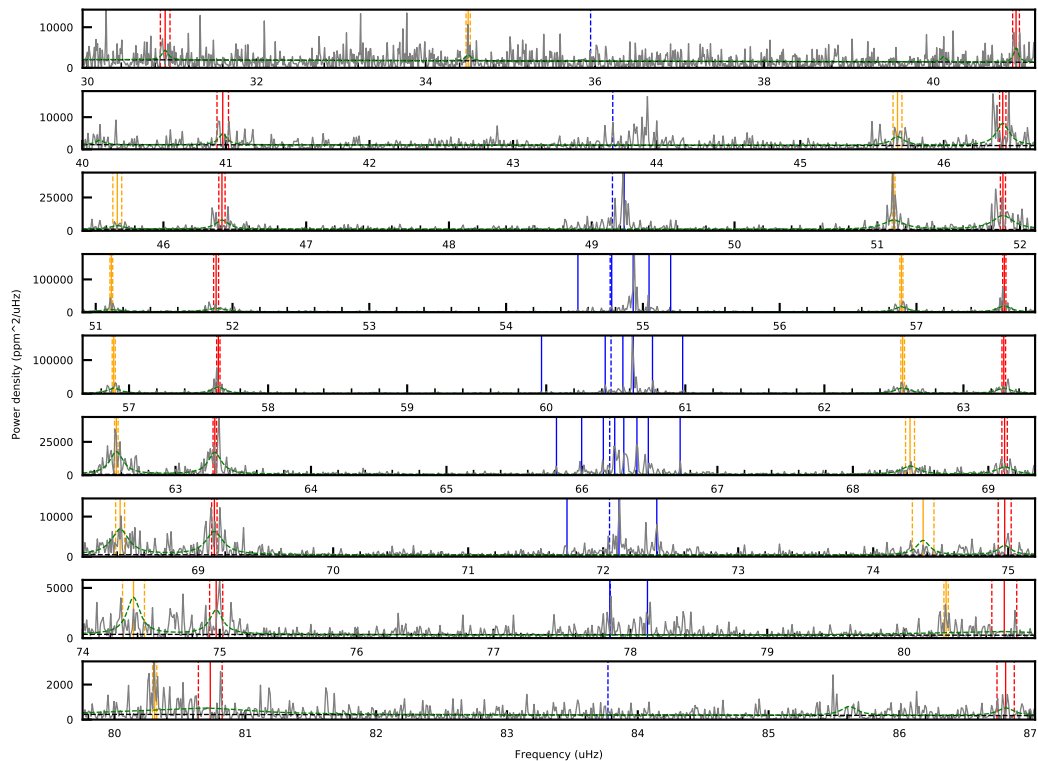 10000
0
30 32 34 36 38 40
10000
0
40 41 42 43 44 45 46
25000
0
46 47 48 49 50 51 52
100000
0
51 52 53 54 55 56 57
Power density (ppm^2/uHz)
100000
0
57 58 59 60 61 62 63
25000
0
63 64 65 66 67 68 69
10000
0
69 70 71 72 73 74 75
5000
0
74 75 76 77 78 79 80
2000
0
80 81 82 83 84 85 86 87
Frequency (uHz)